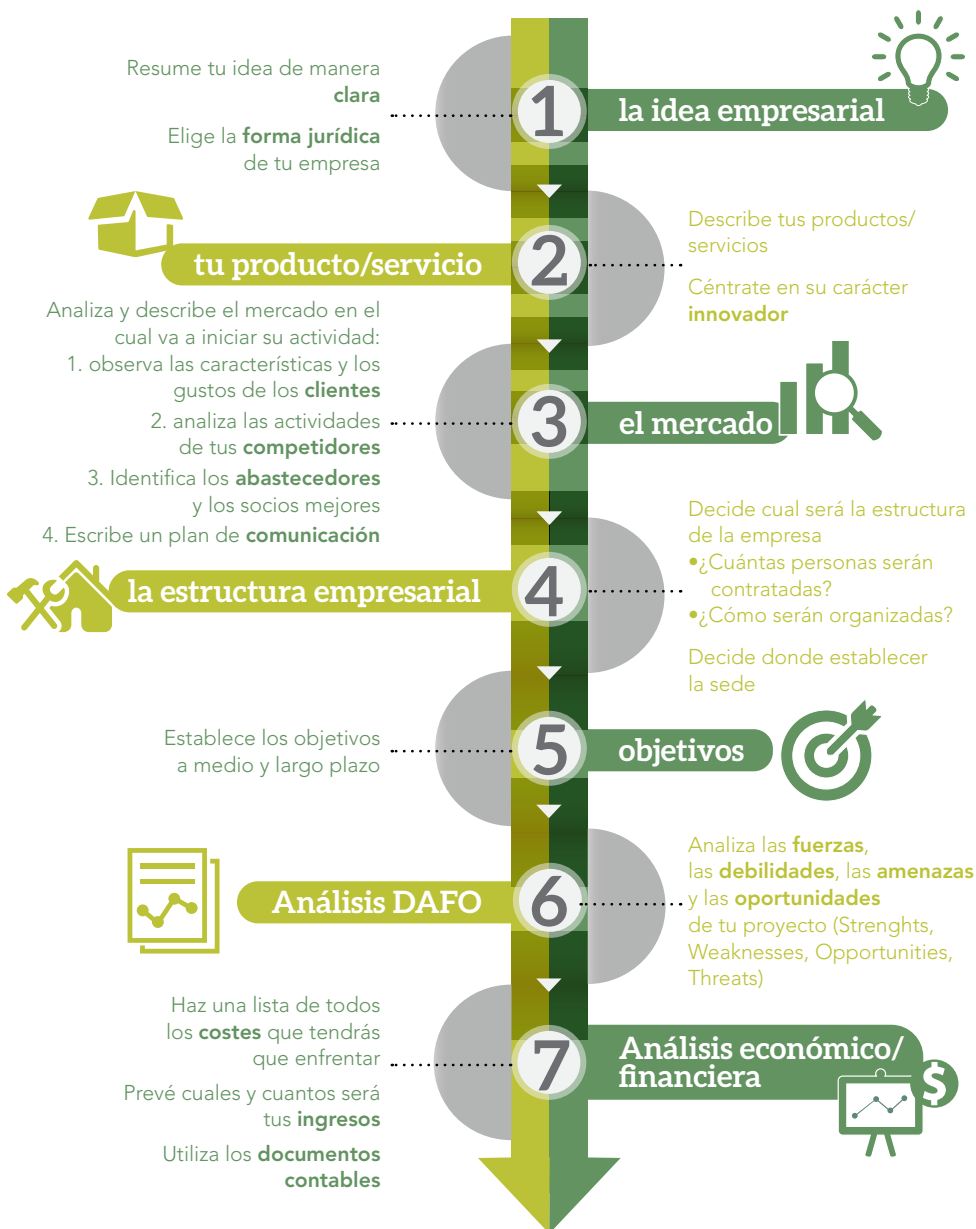 1
la idea empresarial
Resume tu idea de manera
clara
Elige la forma jurídica
de tu empresa
2
tu producto/servicio
Describe tus productos/
servicios
Céntrate en su carácter
innovador
3
el mercado
Analiza y describe el mercado en el
cual va a iniciar su actividad:
1. observa las características y los
gustos de los clientes
2. analiza las actividades
de tus competidores
3. Identifica los abastecedores
y los socios mejores
4. Escribe un plan de comunicación
4
la estructura empresarial
Decide cual será la estructura
de la empresa
•¿Cuántas personas serán
contratadas?
•¿Cómo serán organizadas?
Decide donde establecer
la sede
5
objetivos
Establece los objetivos
a medio y largo plazo
6
Análisis DAFO
Analiza las fuerzas,
las debilidades, las amenazas
y las oportunidades
de tu proyecto (Strenghts,
Weaknesses, Opportunities,
Threats)
7
Análisis económico/
financiera
$
Haz una lista de todos
los costes que tendrás
que enfrentar
Prevé cuales y cuantos será
tus ingresos
Utiliza los documentos
contables